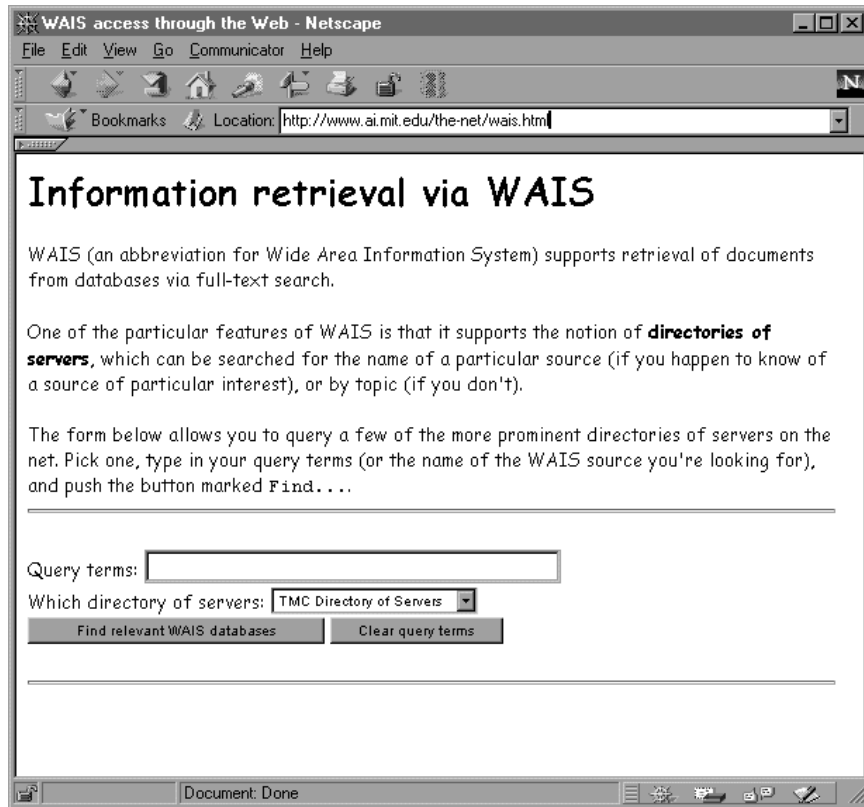 WAIS access through the Web - Netscape
File Edit View Go Communicator Help
N
Bookmarks Location: http://www.ai.mit.edu/the-net/wais.html
Information retrieval via WAIS
WAIS (an abbreviation for Wide Area Information System) supports retrieval of documents
from databases via full-text search.
One of the particular features of WAIS is that it supports the notion of directories of
servers, which can be searched for the name of a particular source (if you happen to know of
a source of particular interest), or by topic (if you don't).
The form below allows you to query a few of the more prominent directories of servers on the
net. Pick one, type in your query terms (or the name of the WAIS source you're looking for),
and push the button marked Find....
Query terms:
Which directory of servers: TMC Directory of Servers
Find relevant WAIS databases Clear query terms
Document: Done